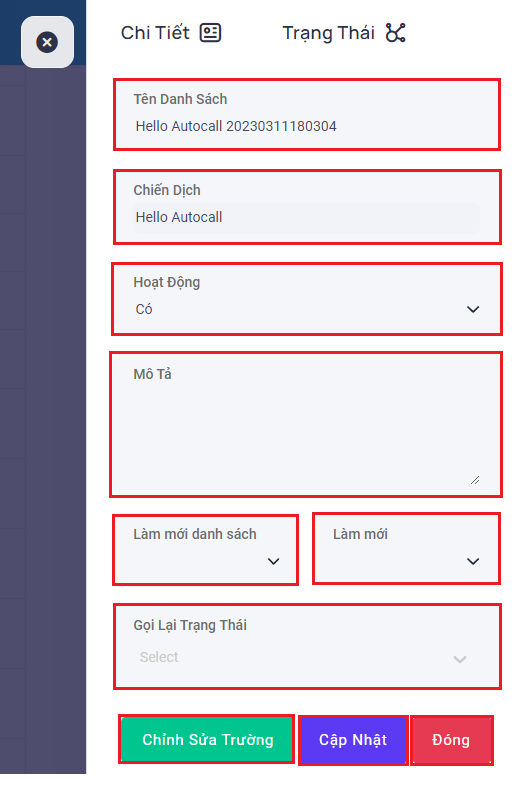 Chi Tiết Trạng Thái
Tên Danh Sách
Hello Autocall 20230311180304
Chiến Dịch
Hello Autocall
Hoạt Động
Có
Mô Tả
Làm mới danh sách Làm mới
Gọi Lại Trạng Thái
Select
Chỉnh Sửa Trường Cập Nhật Đóng